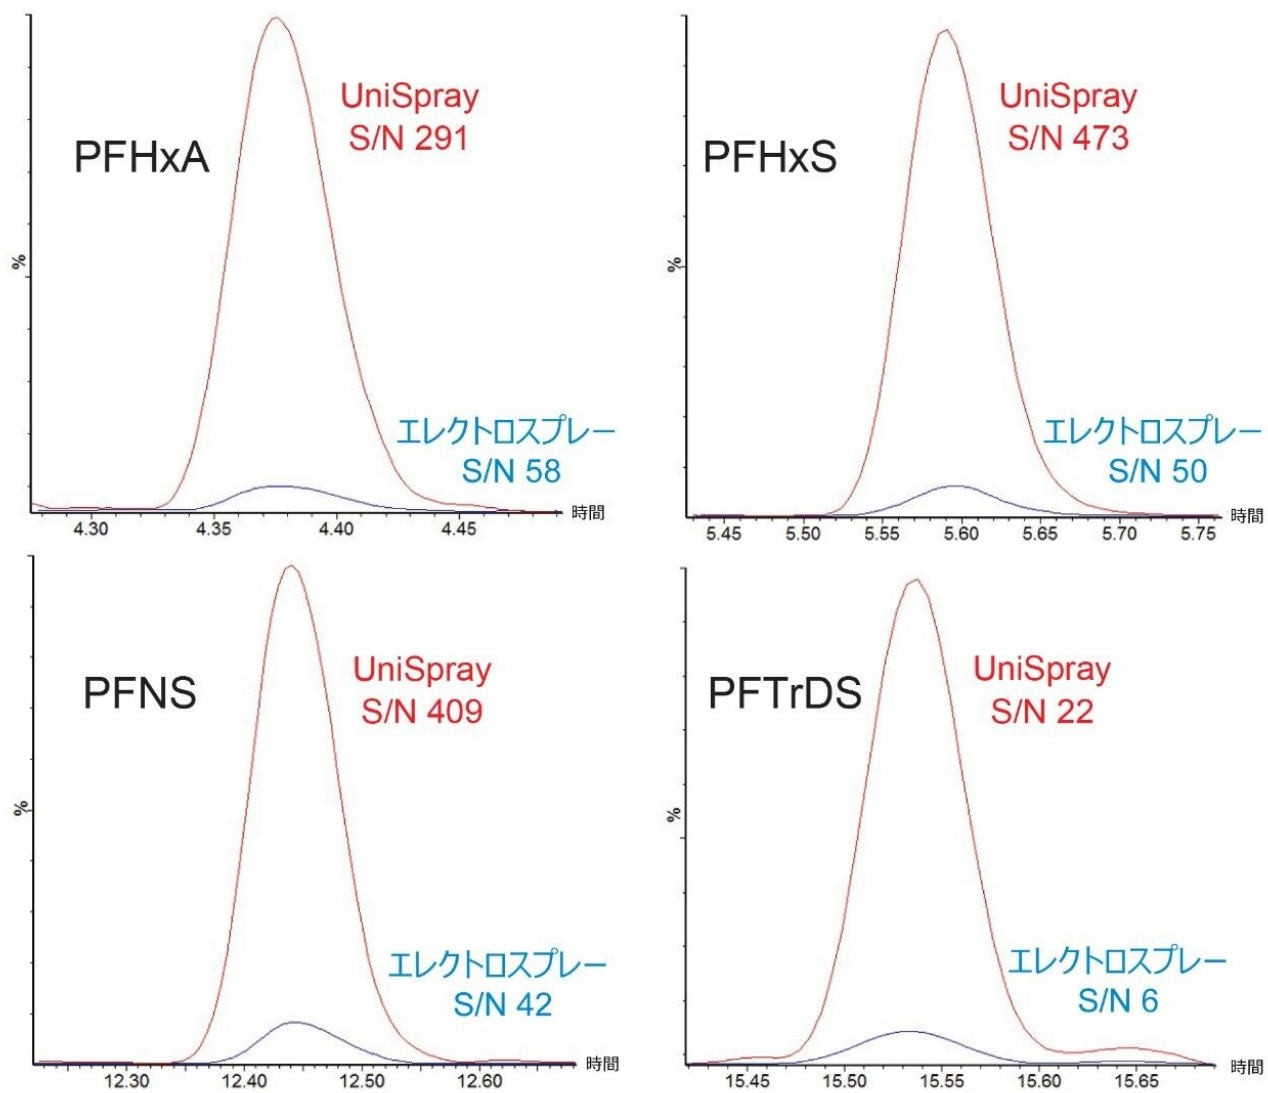 PFHxA
UniSpray
S/N 291
エレクトロスプレー
S/N 58
%
4.30 4.35 4.40 4.45 時間
PFHxS
UniSpray
S/N 473
エレクトロスプレー
S/N 50
%
5.45 5.50 5.55 5.60 5.65 5.70 5.75 時間
PFNS
UniSpray
S/N 409
エレクトロスプレー
S/N 42
%
12.30 12.40 12.50 12.60 時間
PFTrDS
UniSpray
S/N 22
エレクトロスプレー
S/N 6
%
15.45 15.50 15.55 15.60 15.65 時間